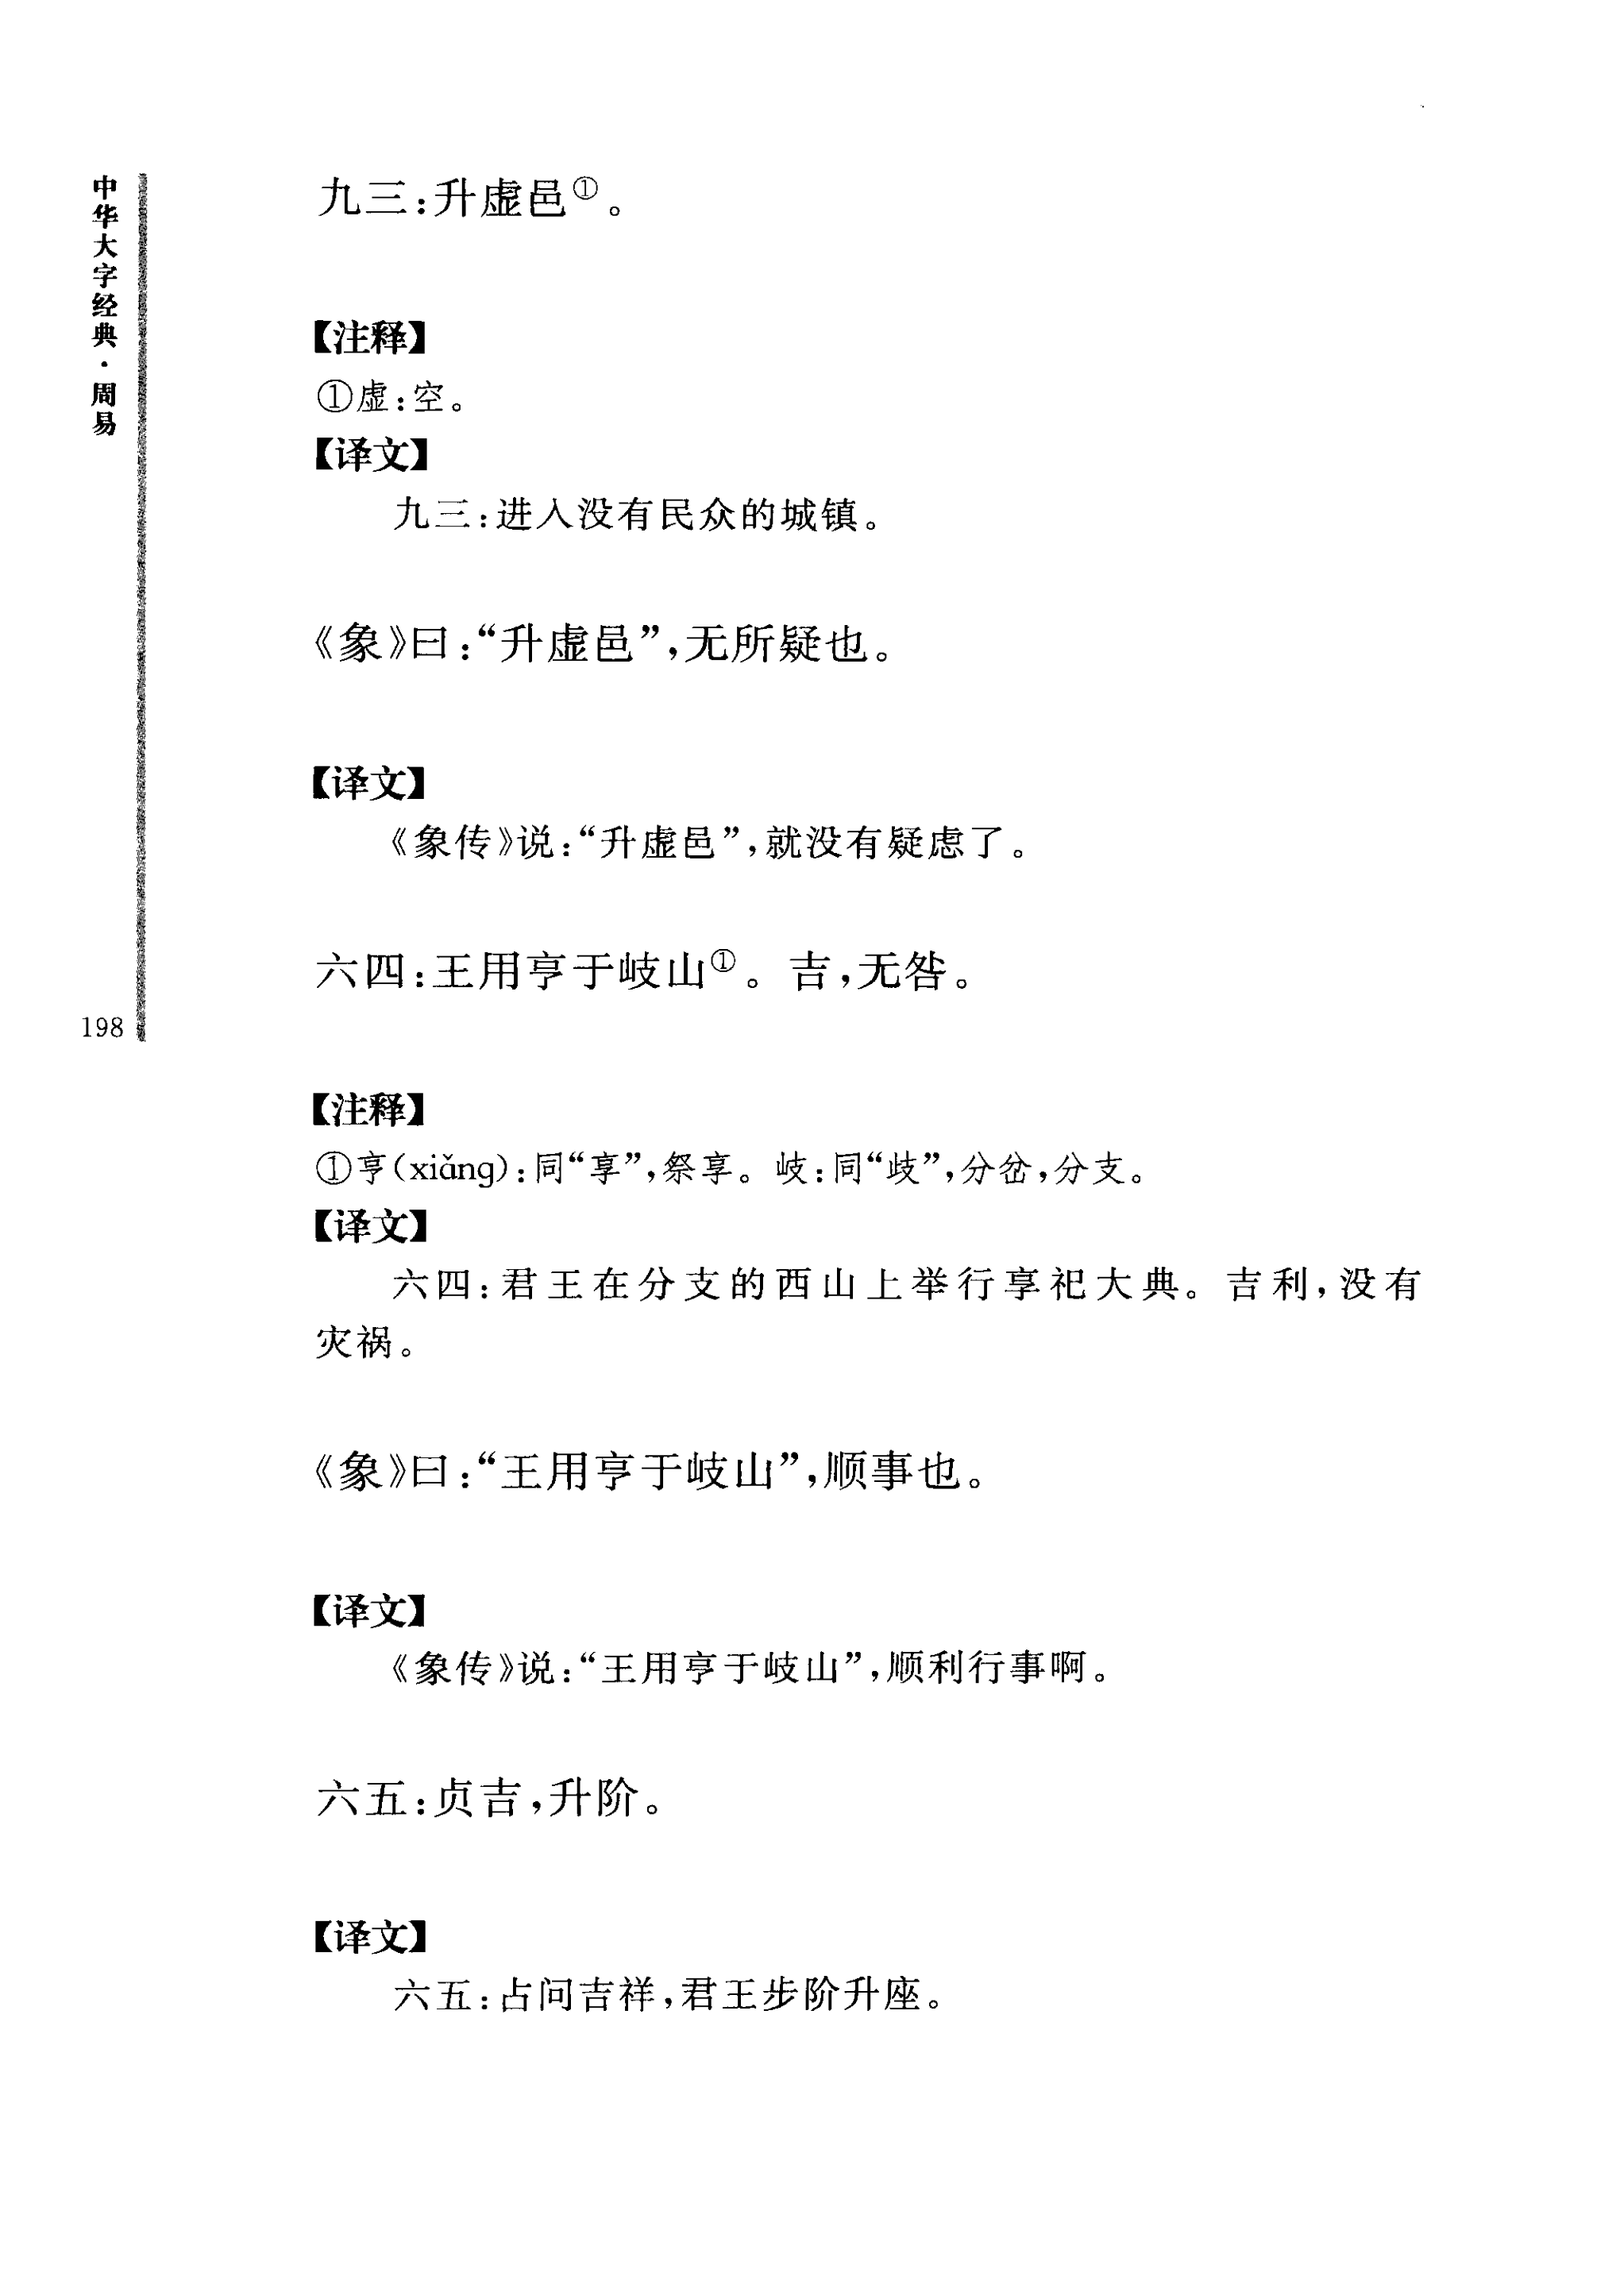 中华大字经典·周易
198
九三:升虚邑①。
【注释】
①虚:空。
【译文】
九三:进入没有民众的城镇。
《象》曰:“升虚邑”,无所疑也。
【译文】
《象传》说:“升虚邑”,就没有疑虑了。
六四:王用亨于岐山①。吉,无咎。
【注释】
①亨(xiǎng):同“享”,祭享。岐:同“歧”,分岔,分支。
【译文】
六四:君王在分支的西山上举行享祀大典。吉利,没有
灾祸。
《象》曰:“王用亨于岐山”,顺事也。
【译文】
《象传》说:“王用亨于岐山”,顺利行事啊。
六五:贞吉,升阶。
【译文】
六五:占问吉祥,君王步阶升座。